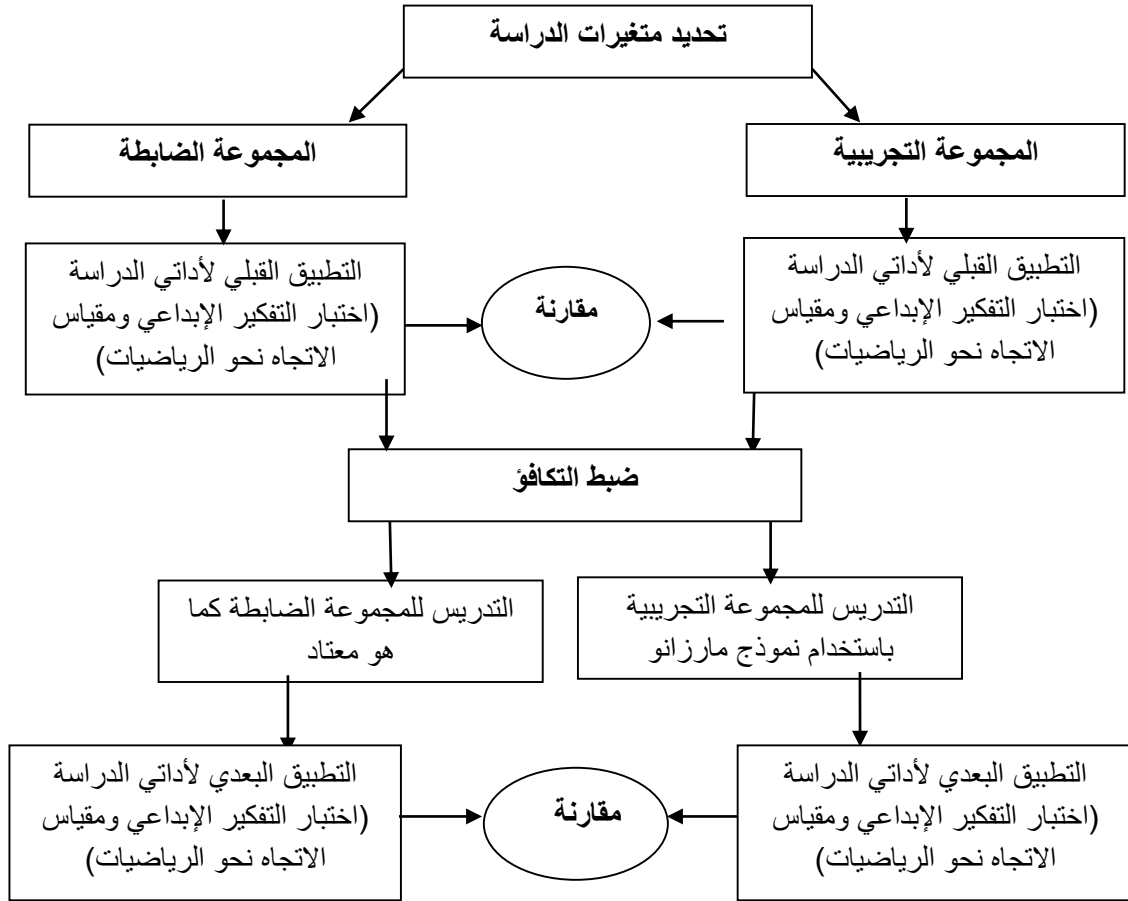 تحديد متغيرات الدراسة
المجموعة التجريبية
المجموعة الضابطة
التطبيق القبلي لأداتي الدراسة
(اختبار التفكير الإبداعي ومقياس
الاتجاه نحو الرياضيات)
مقارنة
التطبيق القبلي لأداتي الدراسة
(اختبار التفكير الإبداعي ومقياس
الاتجاه نحو الرياضيات)
ضبط التكافؤ
التدريس للمجموعة التجريبية
باستخدام نموذج مارزانو
التدريس للمجموعة الضابطة كما
هو معتاد
التطبيق البعدي لأداتي الدراسة
(اختبار التفكير الإبداعي ومقياس
الاتجاه نحو الرياضيات)
مقارنة
التطبيق البعدي لأداتي الدراسة
(اختبار التفكير الإبداعي ومقياس
الاتجاه نحو الرياضيات)